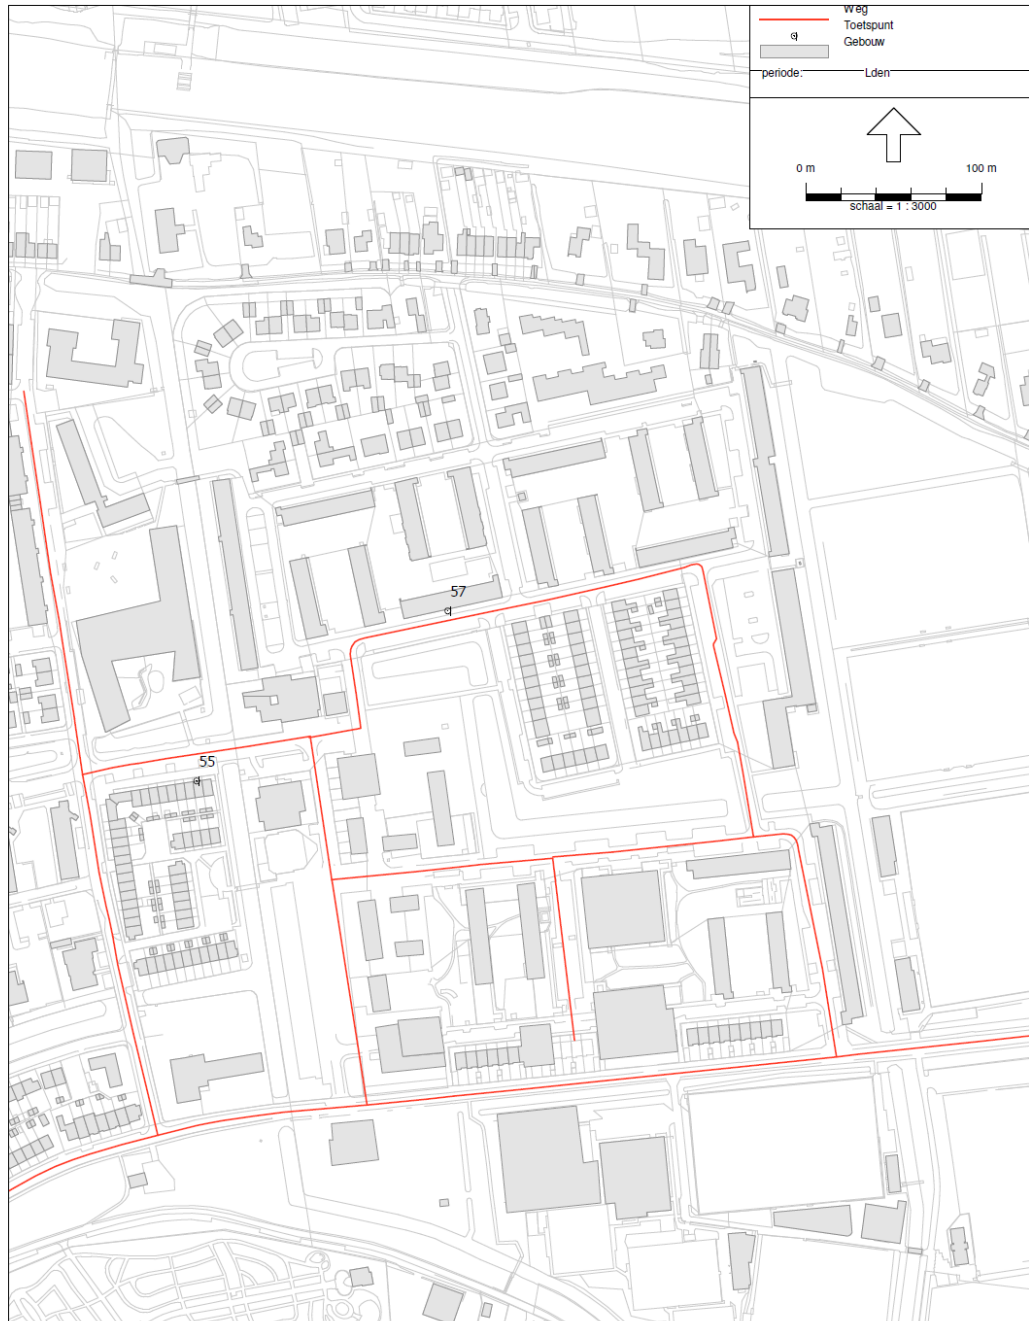 Weg
Toetspunt
Gebouw
periode: Lden
0 m 100 m
schaal = 1 : 3000
57
55